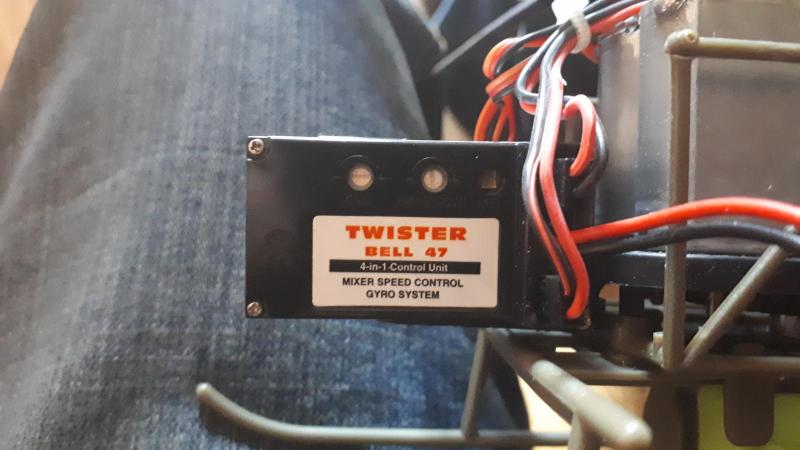 TWISTER
BELL 47
4-in-1-Control Unit
MIXER SPEED CONTROL
GYRO SYSTEM